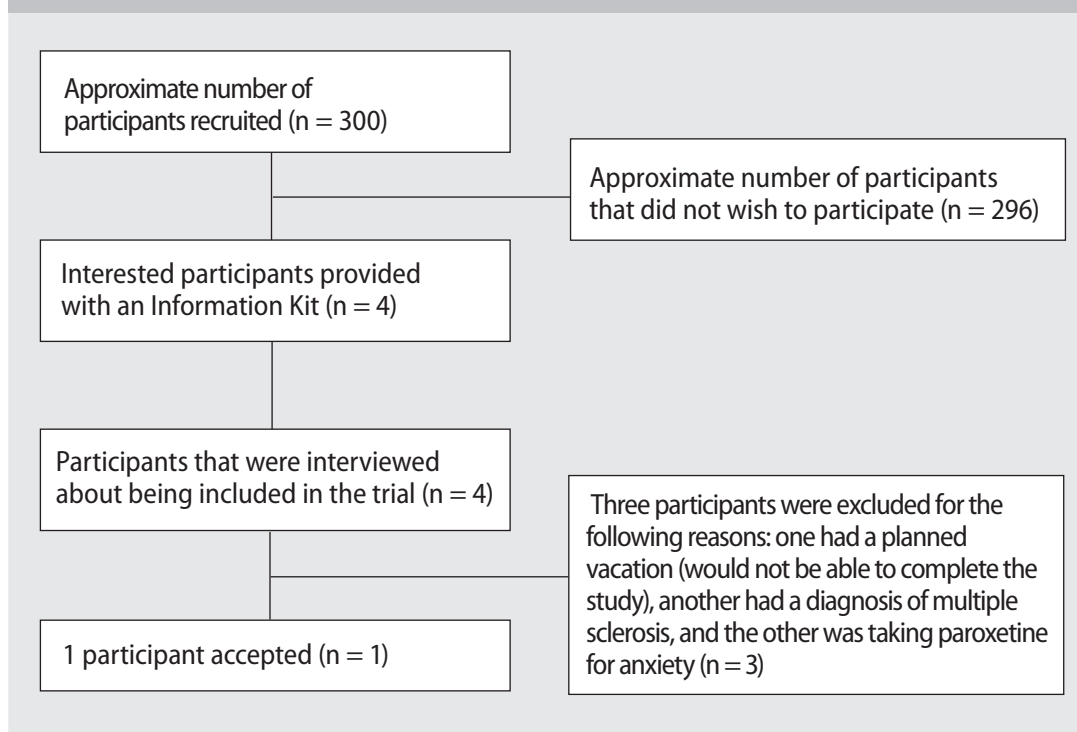 Approximate number of
participants recruited (n = 300)
Approximate number of participants
that did not wish to participate (n = 296)
Interested participants provided
with an Information Kit (n = 4)
Participants that were interviewed
about being included in the trial (n = 4)
Three participants were excluded for the
following reasons: one had a planned
vacation (would not be able to complete the
study), another had a diagnosis of multiple
sclerosis, and the other was taking paroxetine
for anxiety (n = 3)
1 participant accepted (n = 1)